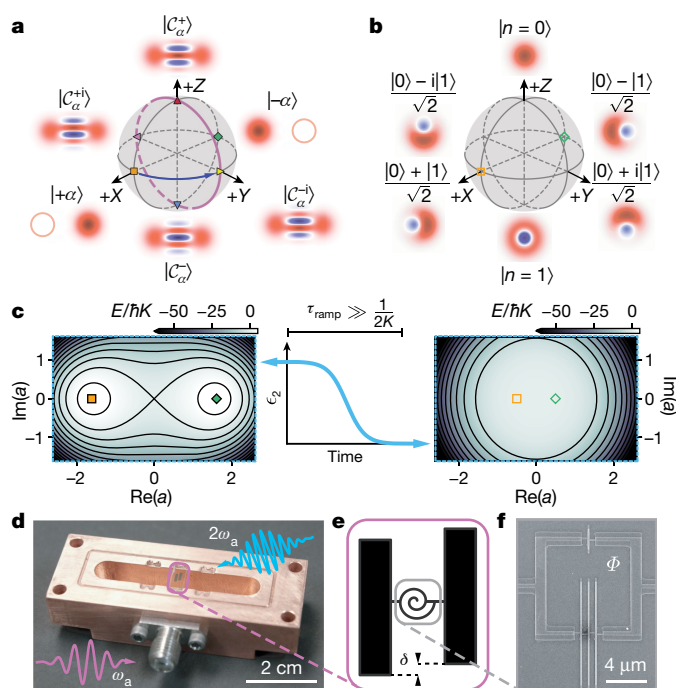 a
|𝒞α⁺⟩
+Z
|𝒞α⁺ⁱ⟩
|−α⟩
|+α⟩
+X
+Y
|𝒞α⁻ⁱ⟩
|𝒞α⁻⟩
b
|n = 0⟩
|0⟩ − i|1⟩
√2
+Z
|0⟩ − |1⟩
√2
|0⟩ + |1⟩
√2
+X
+Y
|0⟩ + i|1⟩
√2
|n = 1⟩
c
E/ħK −50 −25 0
Im(a)
1
0
−1
−2 0 2
Re(a)
τramp ≫ 1/2K
ϵ2
Time
E/ħK −50 −25 0
1
0
−1
Im(a)
−2 0 2
Re(a)
d
2ωa
ωa
2 cm
e
δ
f
Φ
4 μm